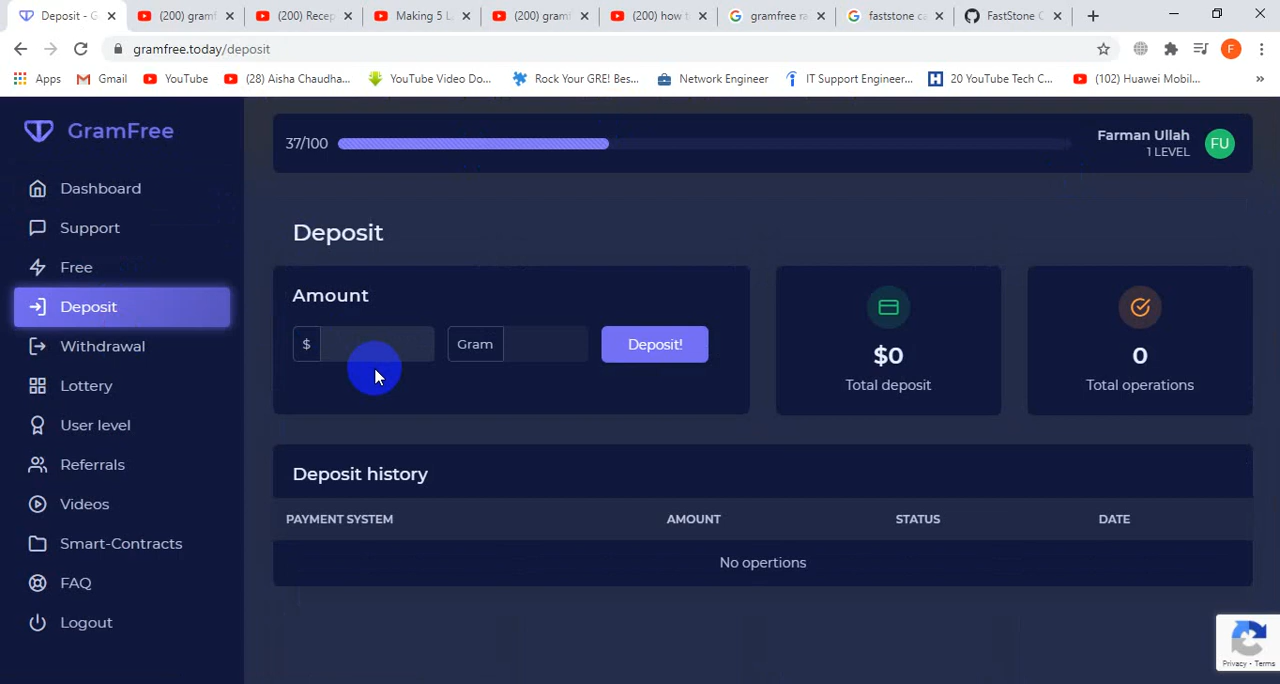 Deposit - G
(200) gramf
(200) Recep
Making 5 L
(200) gramf
(200) how t
gramfree ra
faststone ca
FastStone C
gramfree.today/deposit
F
Apps
Gmail
YouTube
(28) Aisha Chaudha...
YouTube Video Do...
Rock Your GRE! Bes...
Network Engineer
IT Support Engineer...
20 YouTube Tech C...
(102) Huawei Mobil...
»
GramFree
Dashboard
Support
Free
Deposit
Withdrawal
Lottery
User level
Referrals
Videos
Smart-Contracts
FAQ
Logout
37/100
Farman Ullah
1 LEVEL
FU
Deposit
Amount
$
Gram
Deposit!
$0
Total deposit
0
Total operations
Deposit history
PAYMENT SYSTEM AMOUNT STATUS DATE
No opertions
Privacy - Terms